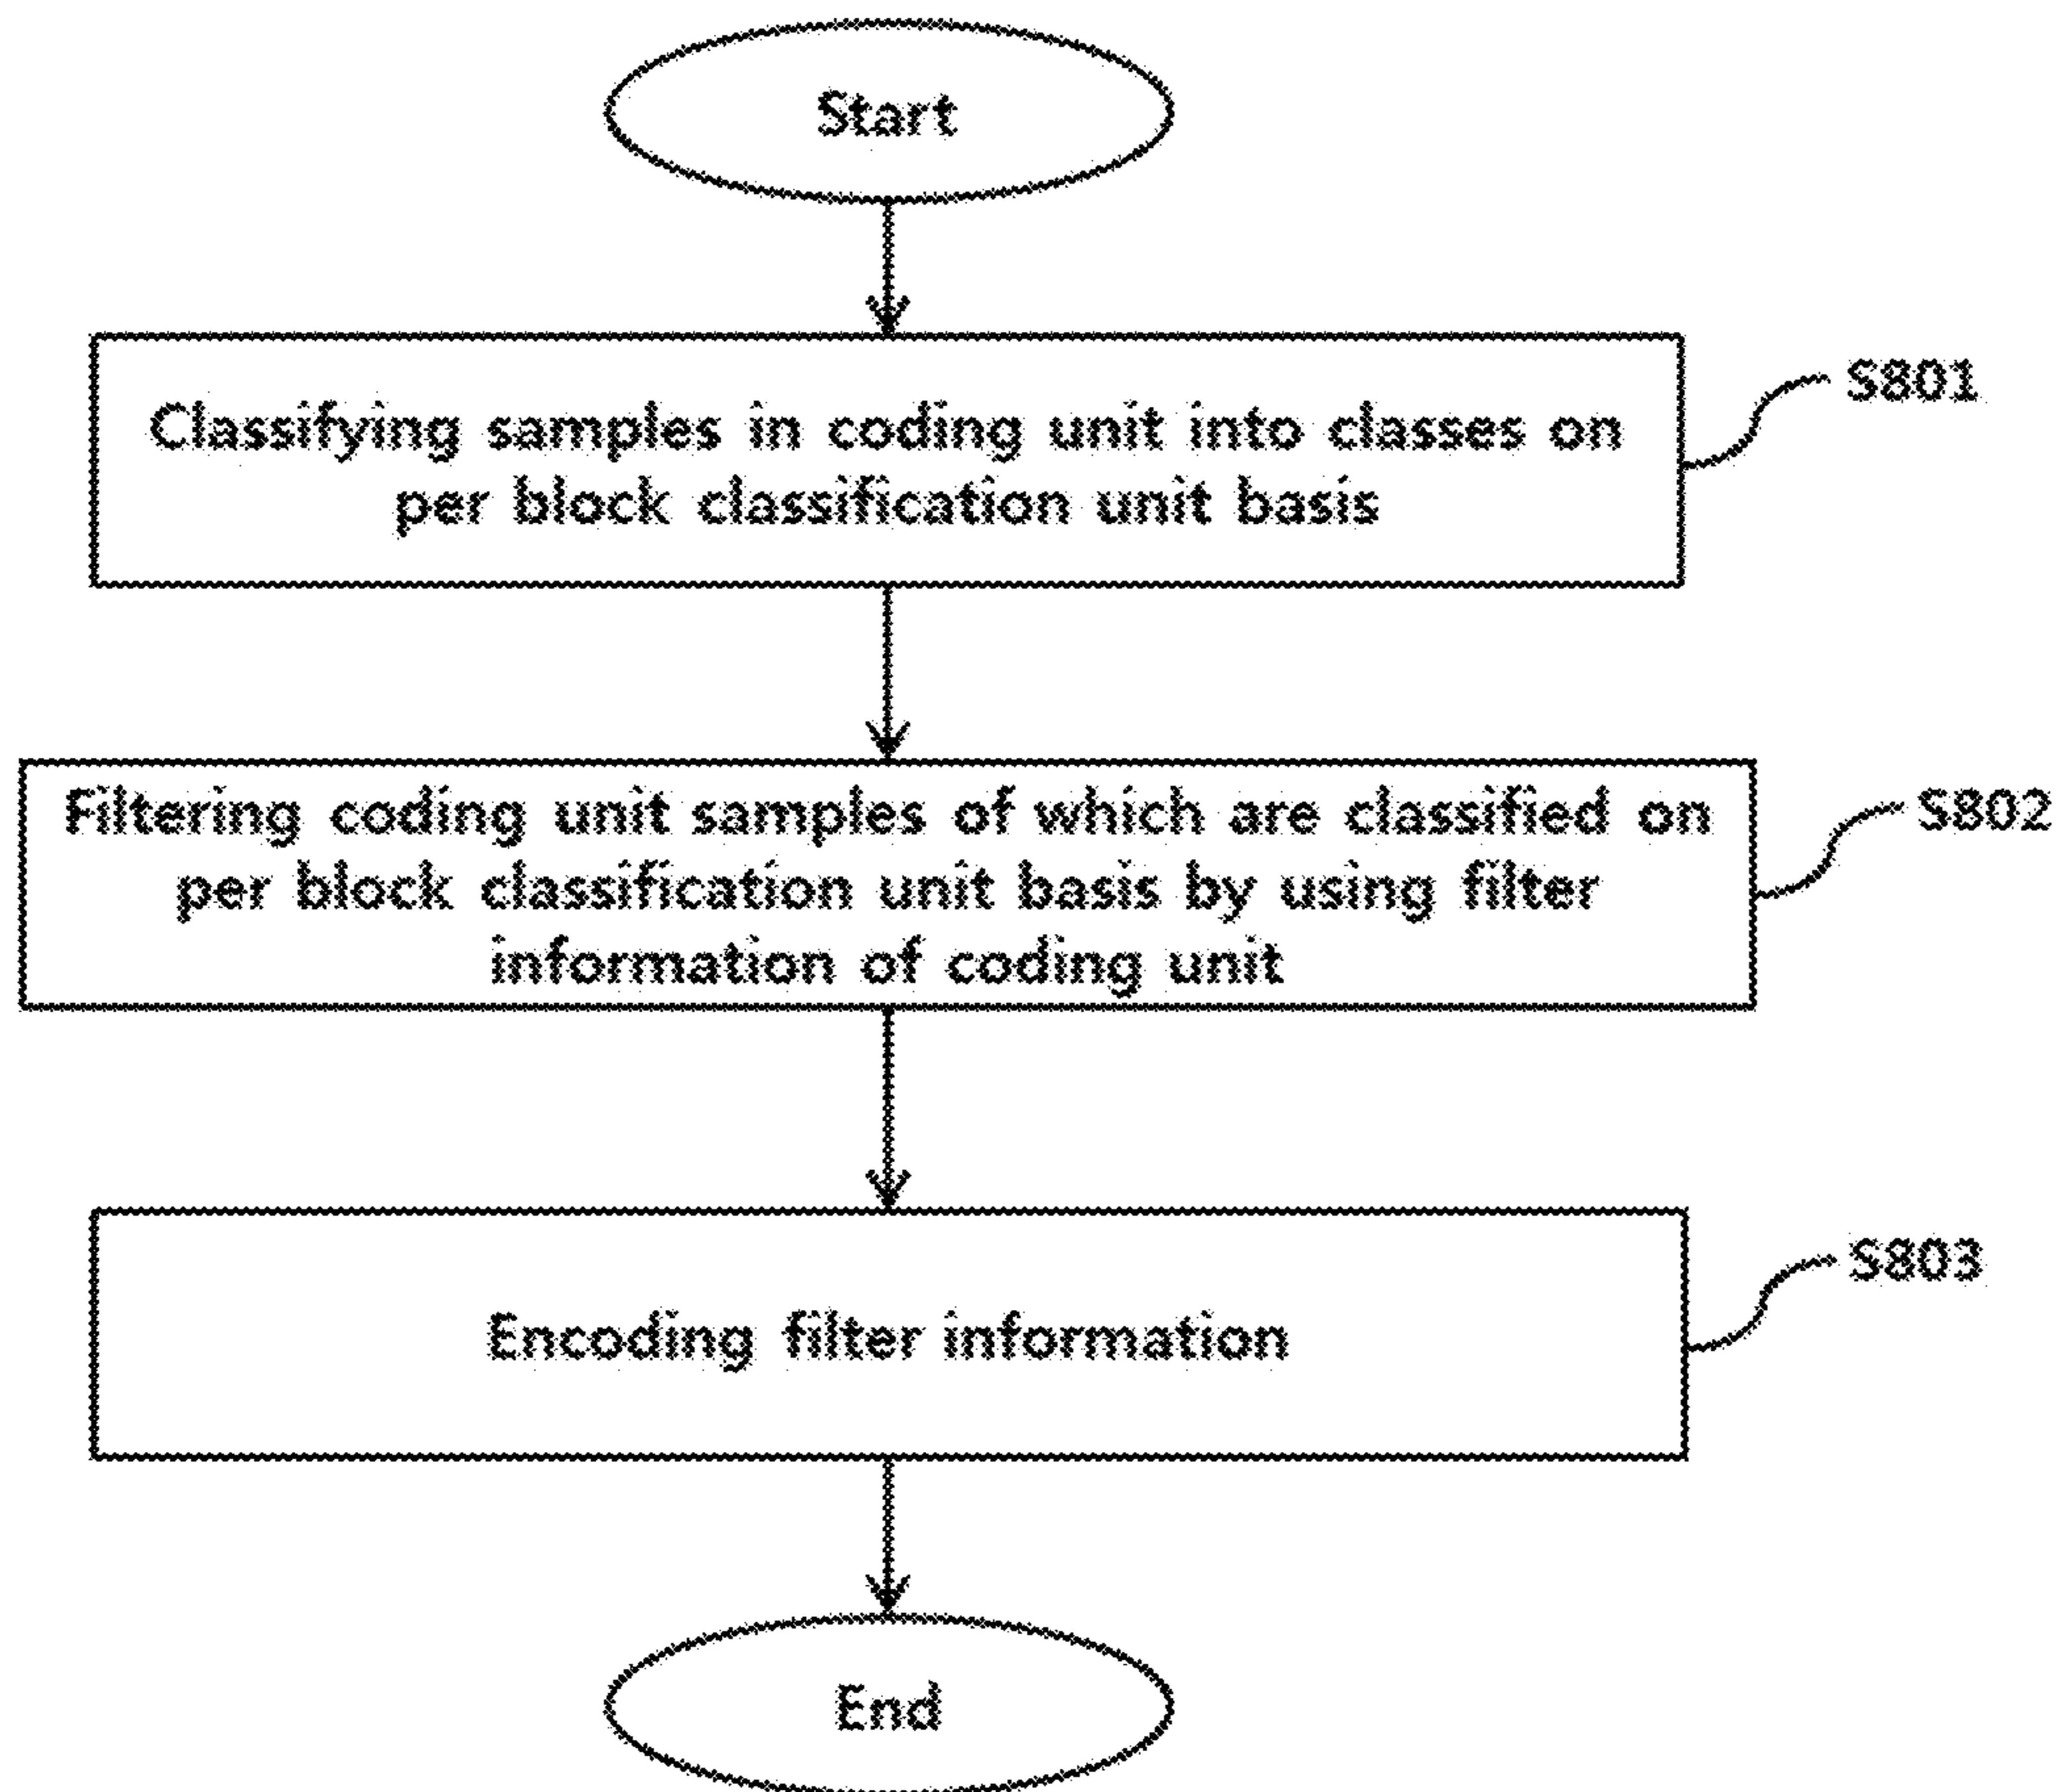 Start
Classifying samples in coding unit into classes on
per block classification unit basis
S801
Filtering coding unit samples of which are classified on
per block classification unit basis by using filter
information of coding unit
S802
Encoding filter information
S803
End